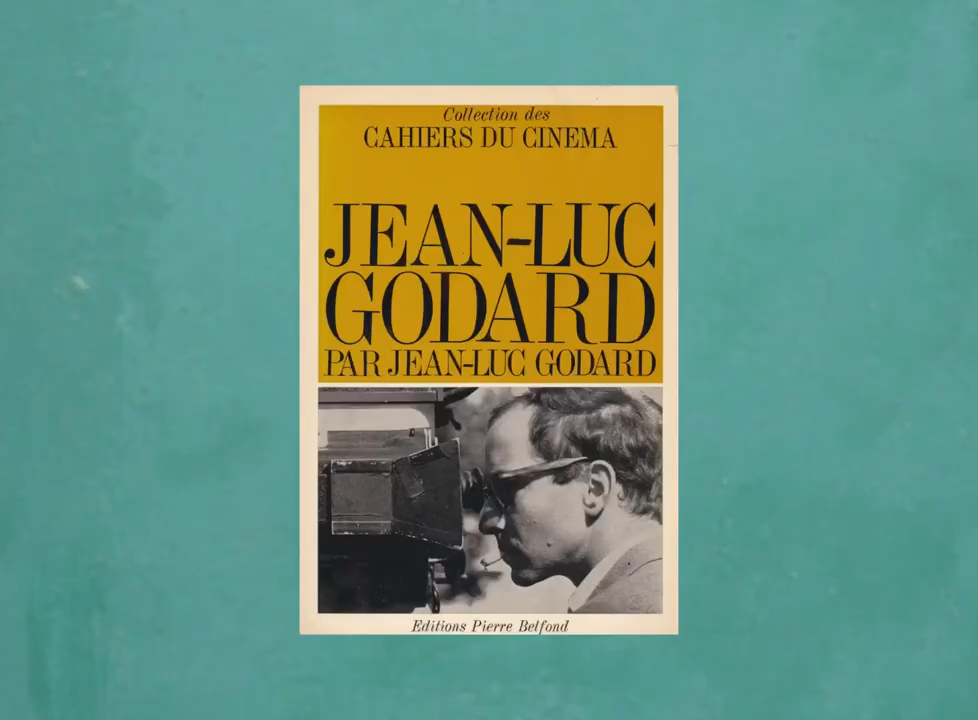 Collection des
CAHIERS DU CINEMA
JEAN-LUC
GODARD
PAR JEAN-LUC GODARD
Editions Pierre Belfond